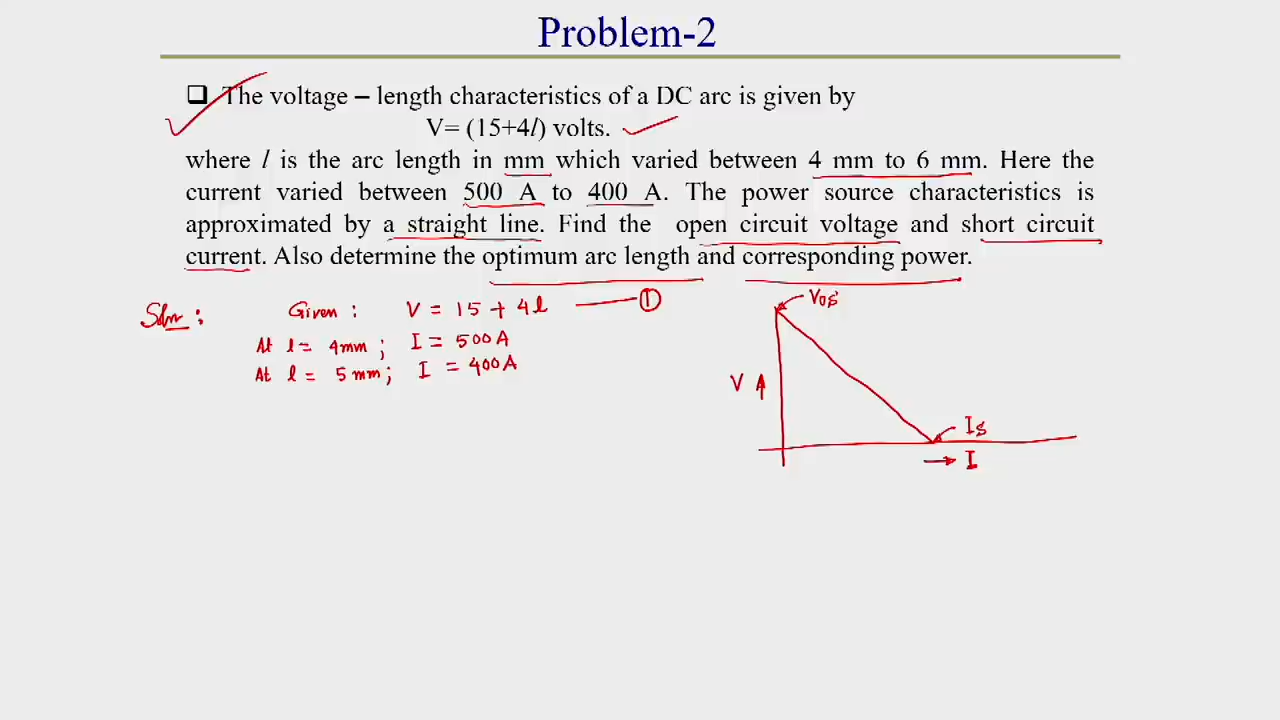 Problem-2
❑ The voltage – length characteristics of a DC arc is given by
V= (15+4l) volts.
where l is the arc length in mm which varied between 4 mm to 6 mm. Here the
current varied between 500 A to 400 A. The power source characteristics is
approximated by a straight line. Find the open circuit voltage and short circuit
current. Also determine the optimum arc length and corresponding power.
Soln: Given: V = 15 + 4l ——— ①
At l = 4mm; I = 500A
At l = 5mm; I = 400A
Vos
V ↑
Is
→ I